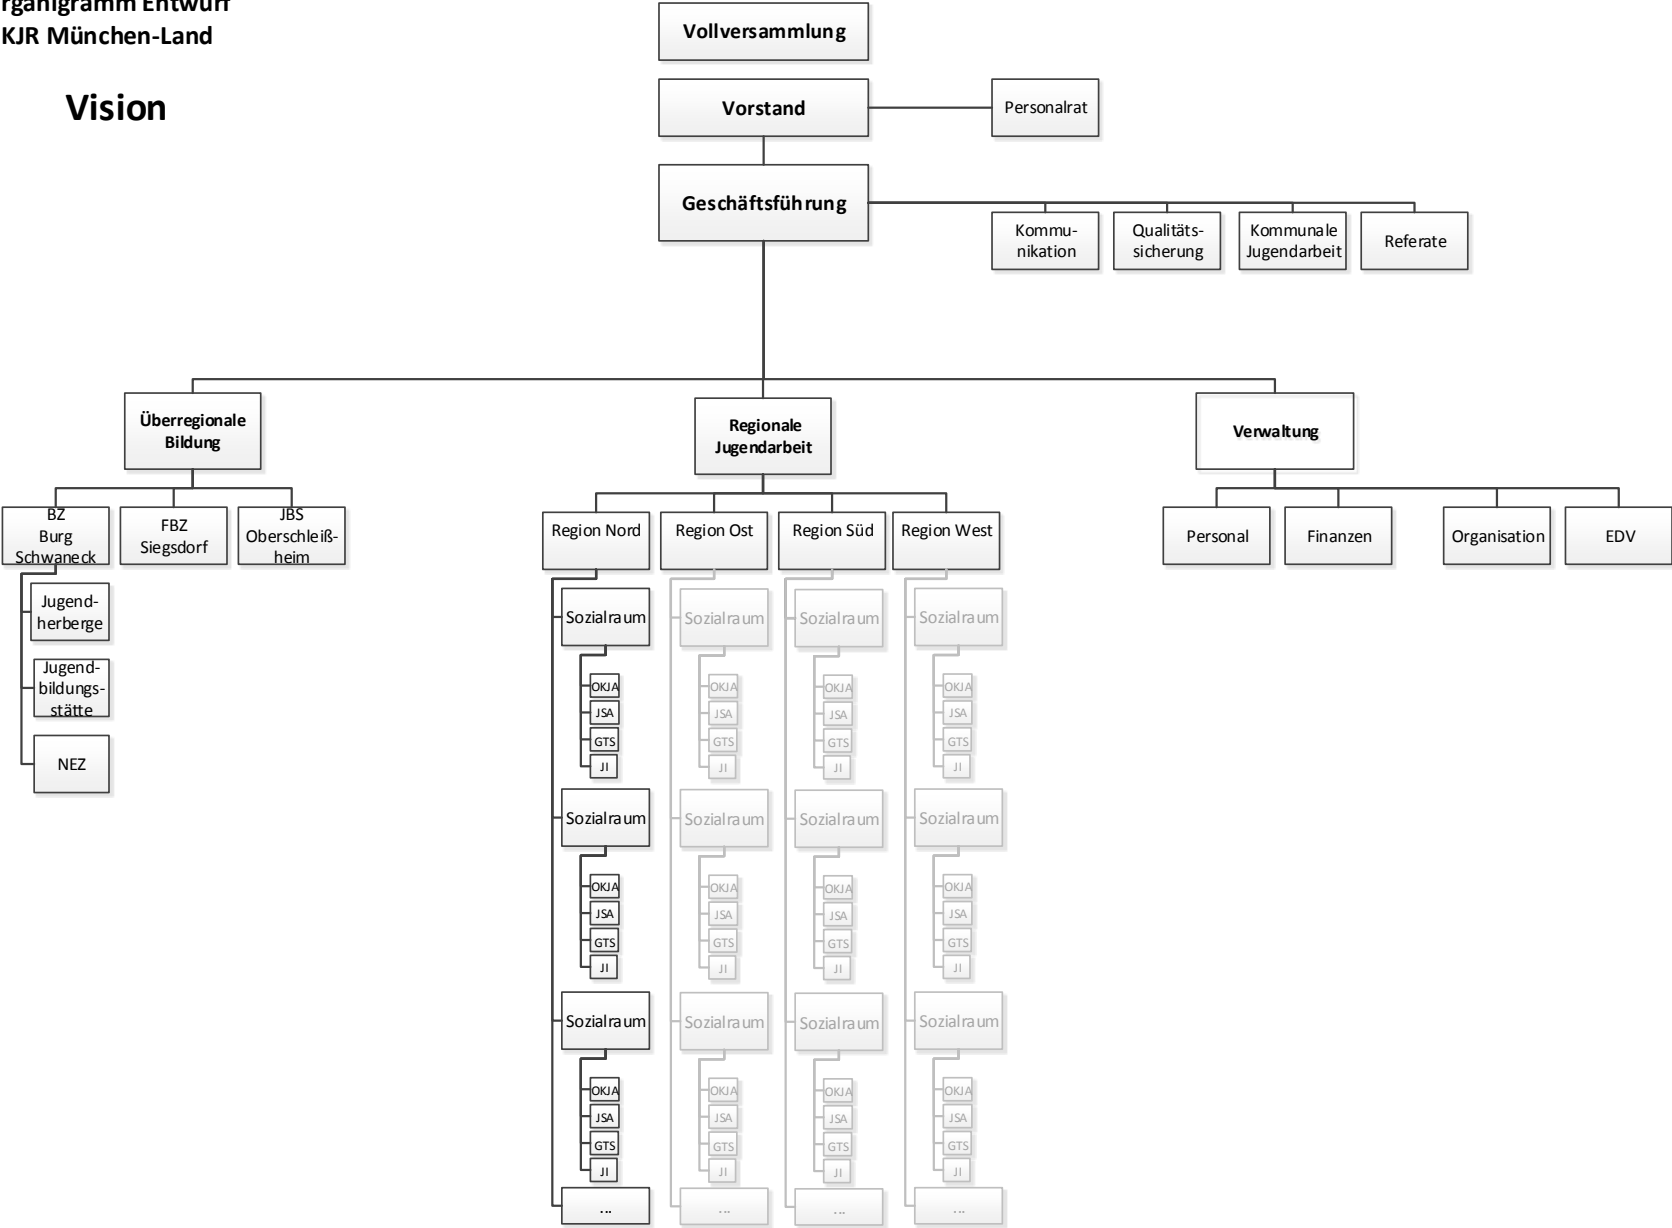 rganigramm Entwurf
KJR München-Land
Vision
Vollversammlung
Vorstand
Personalrat
Geschäftsführung
Kommu-
nikation
Qualitäts-
sicherung
Kommunale
Jugendarbeit
Referate
Überregionale
Bildung
Regionale
Jugendarbeit
Verwaltung
BZ
Burg
Schwaneck
FBZ
Siegsdorf
JBS
Oberschleiß-
heim
Region Nord
Region Ost
Region Süd
Region West
Personal
Finanzen
Organisation
EDV
Jugend-
herberge
Jugend-
bildungs-
stätte
NEZ
Sozialraum
OKJA
JSA
GTS
JI
Sozialraum
OKJA
JSA
GTS
JI
Sozialraum
OKJA
JSA
GTS
JI
...
Sozialraum
OKJA
JSA
GTS
JI
Sozialraum
OKJA
JSA
GTS
JI
Sozialraum
OKJA
JSA
GTS
JI
...
Sozialraum
OKJA
JSA
GTS
JI
Sozialraum
OKJA
JSA
GTS
JI
Sozialraum
OKJA
JSA
GTS
JI
...
Sozialraum
OKJA
JSA
GTS
JI
Sozialraum
OKJA
JSA
GTS
JI
Sozialraum
OKJA
JSA
GTS
JI
...